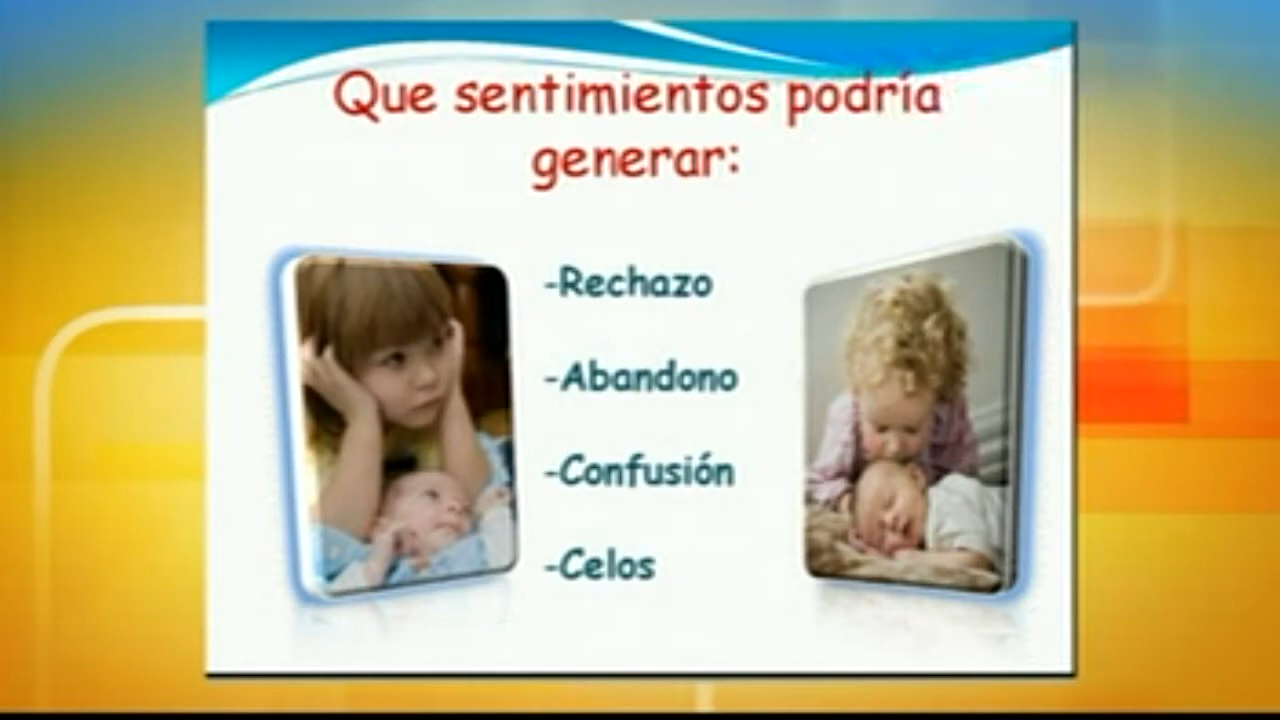 Que sentimientos podría
generar:
-Rechazo
-Abandono
-Confusión
-Celos